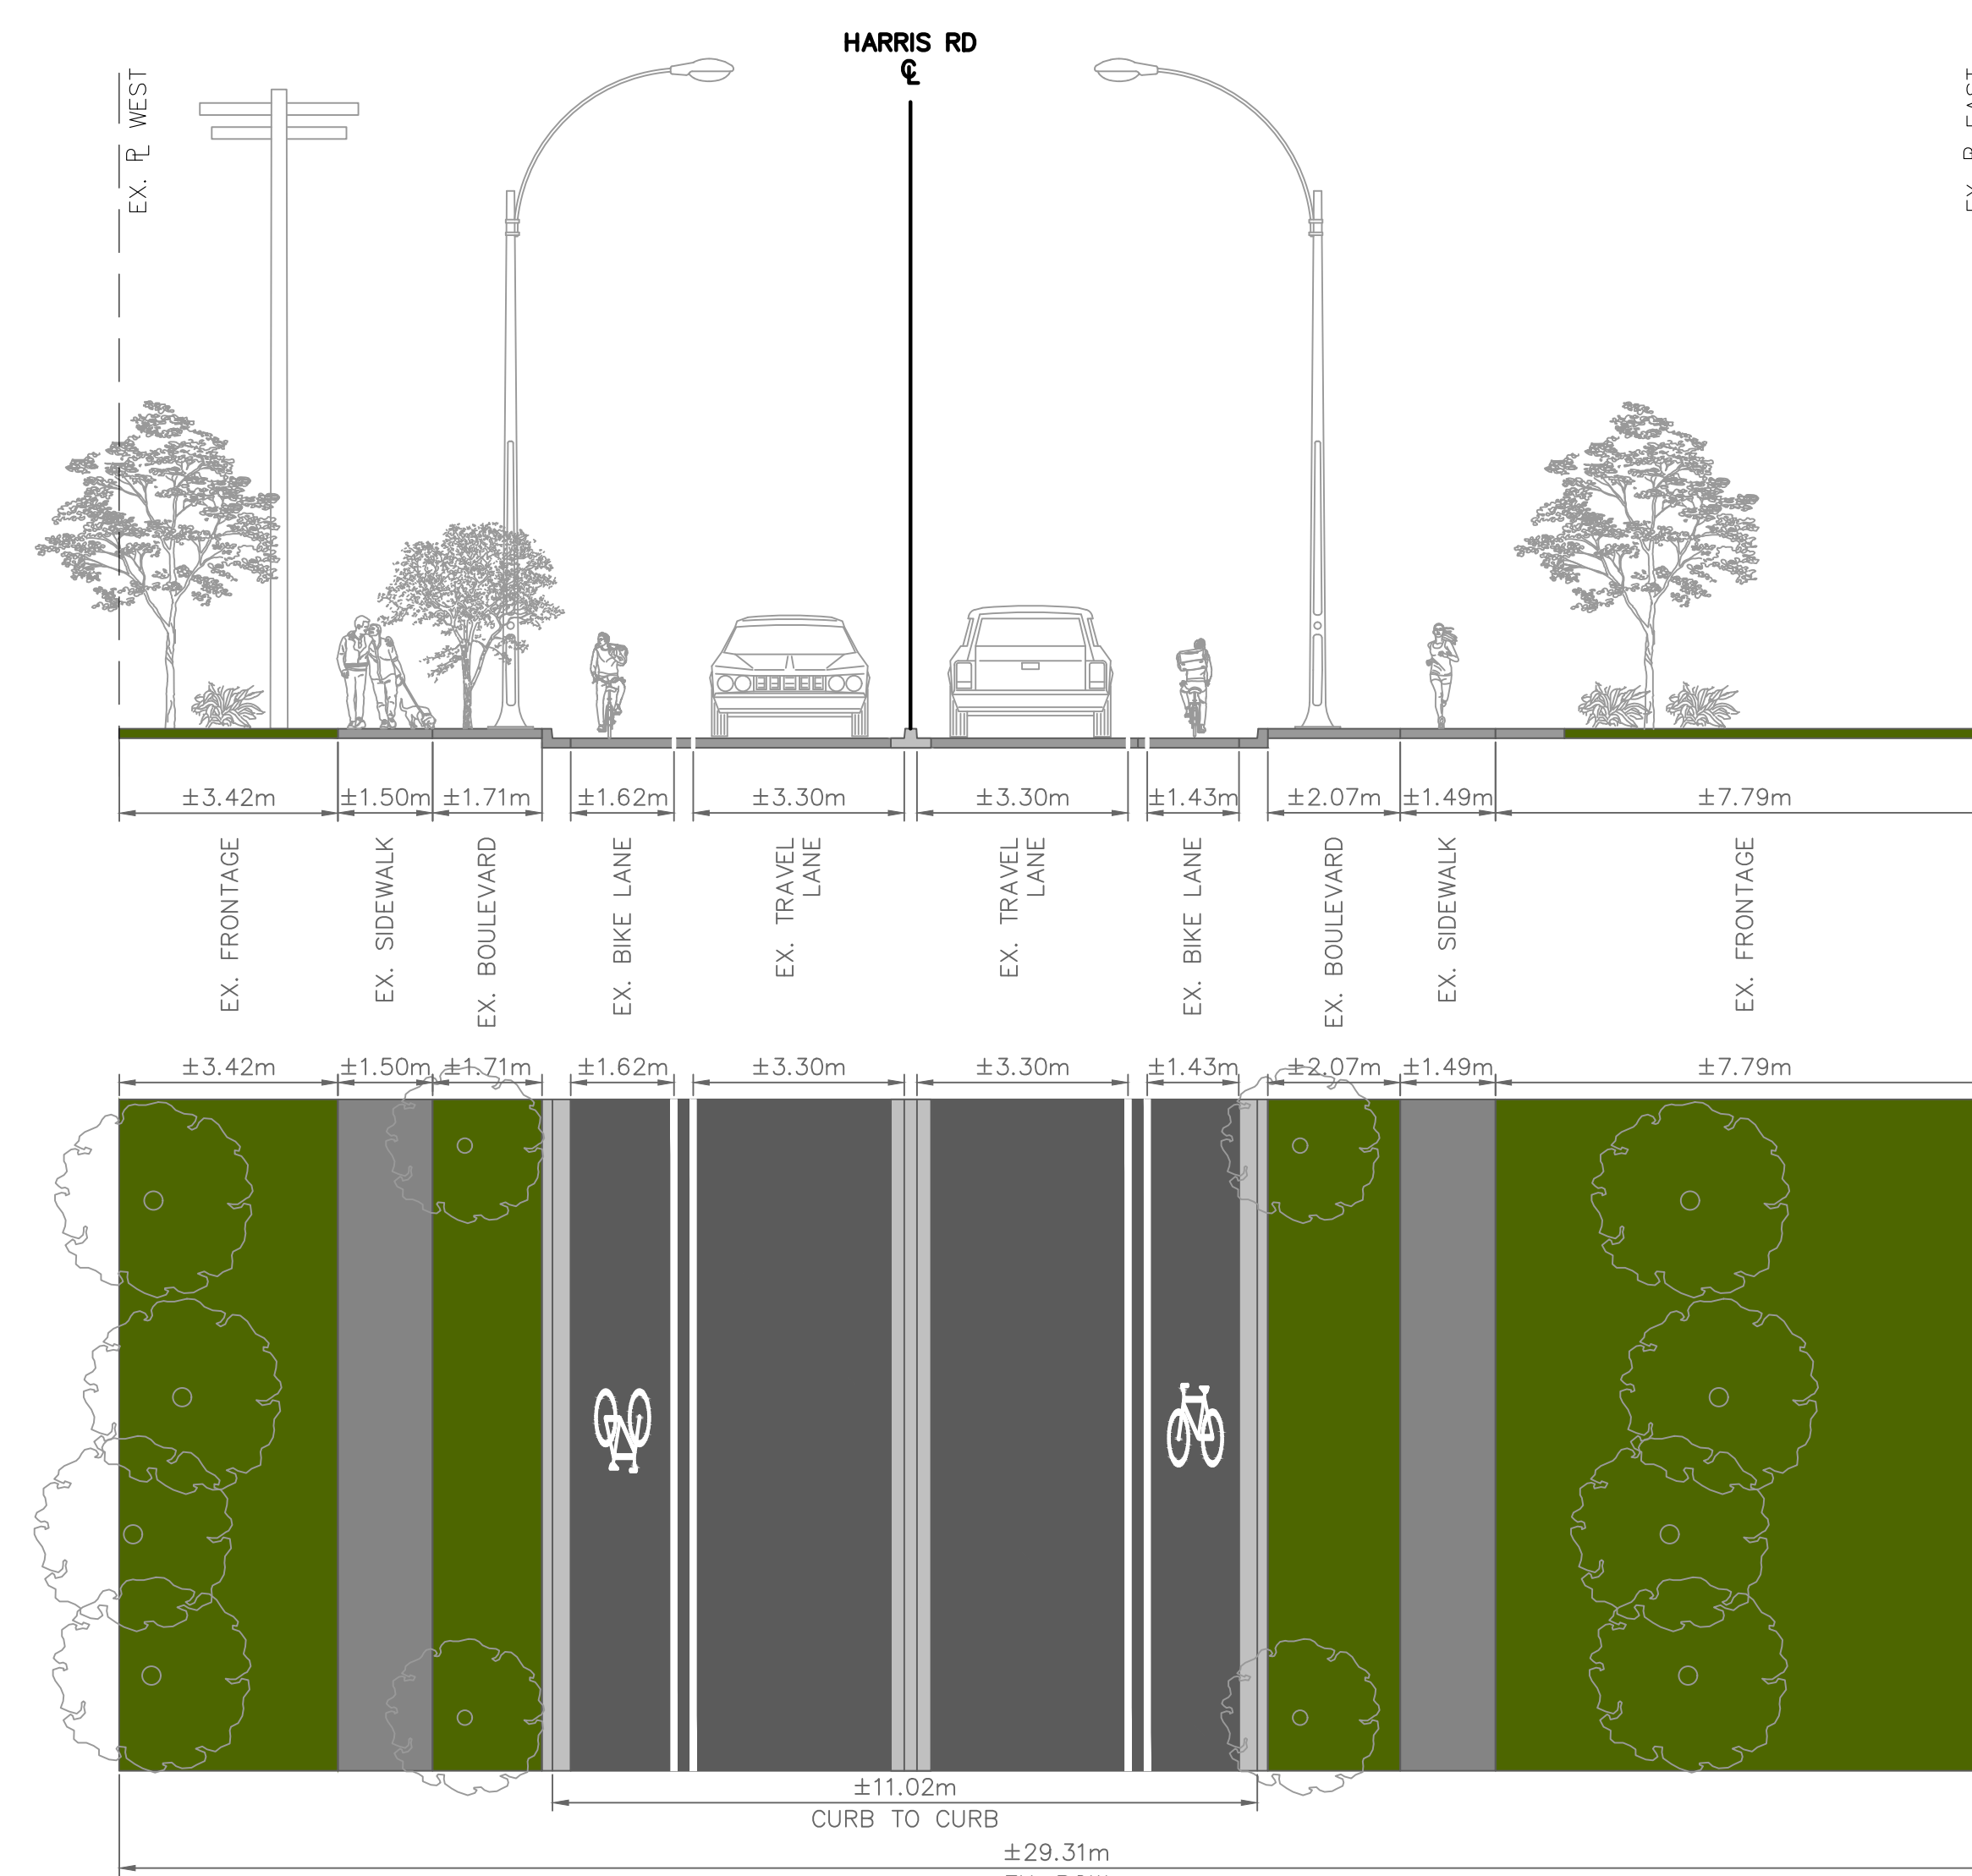 HARRIS RD
℄
EX. ⅊ WEST
±3.42m ±1.50m ±1.71m ±1.62m ±3.30m ±3.30m ±1.43m ±2.07m ±1.49m ±7.79m
EX. FRONTAGE
EX. SIDEWALK
EX. BOULEVARD
EX. BIKE LANE
EX. TRAVEL
LANE
EX. TRAVEL
LANE
EX. BIKE LANE
EX. BOULEVARD
EX. SIDEWALK
EX. FRONTAGE
±3.42m ±1.50m ±1.71m ±1.62m ±3.30m ±3.30m ±1.43m ±2.07m ±1.49m ±7.79m
±11.02m
CURB TO CURB
±29.31m